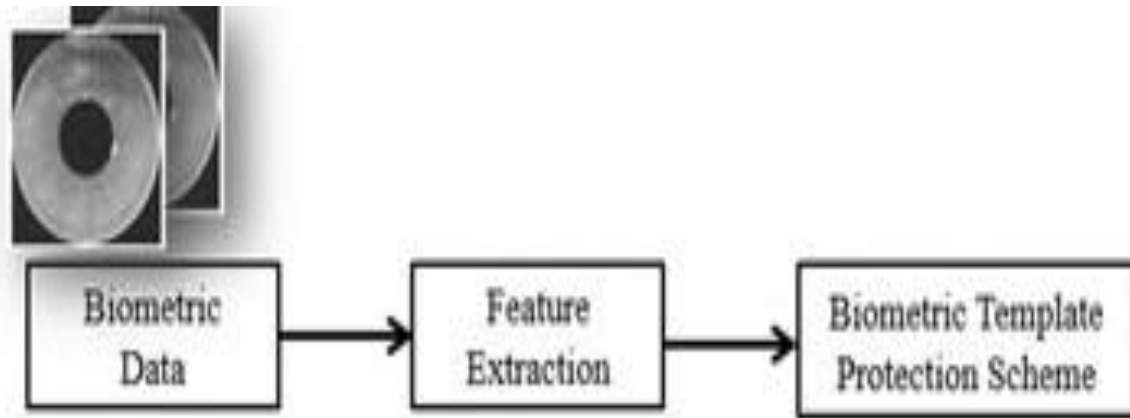 Biometric
Data
Feature
Extraction
Biometric Template
Protection Scheme